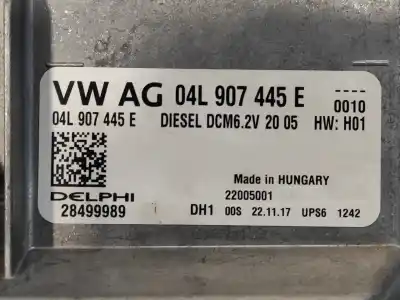 VW AG 04L 907 445 E ----
0010
04L 907 445 E DIESEL DCM6.2V 20 05 HW: H01
Made in HUNGARY
DELPHI 22005001
28499989 DH1 00S 22.11.17 UPS6 1242